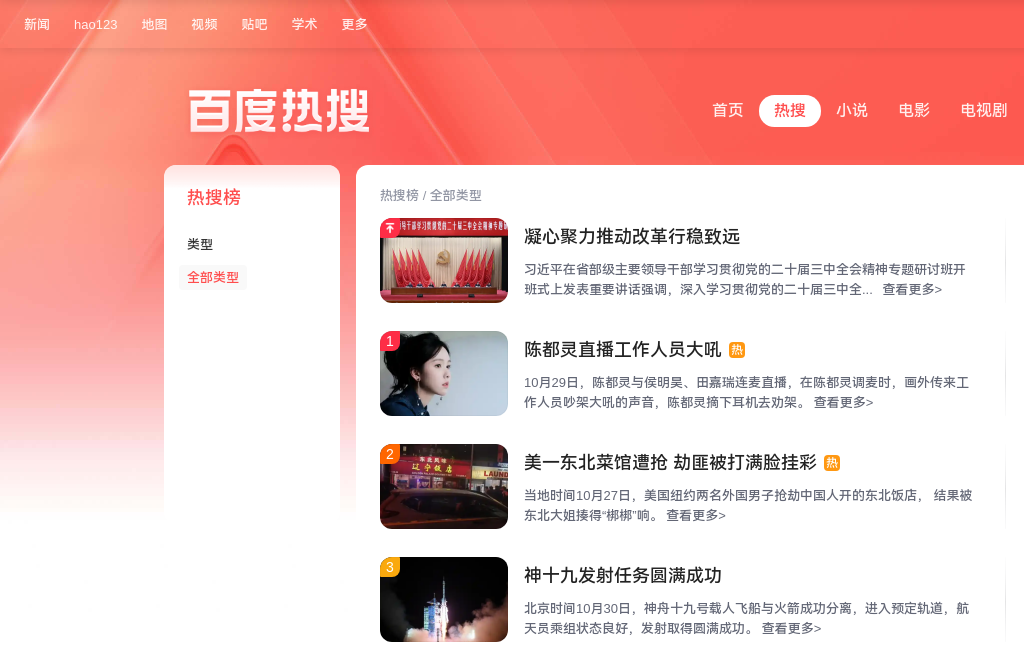 新闻 hao123 地图 视频 贴吧 学术 更多
百度热搜
首页 热搜 小说 电影 电视剧
热搜榜
类型
全部类型
热搜榜 / 全部类型
凝心聚力推动改革行稳致远
习近平在省部级主要领导干部学习贯彻党的二十届三中全会精神专题研讨班开
班式上发表重要讲话强调，深入学习贯彻党的二十届三中全... 查看更多>
1
陈都灵直播工作人员大吼 热
10月29日，陈都灵与侯明昊、田嘉瑞连麦直播，在陈都灵调麦时，画外传来工
作人员吵架大吼的声音，陈都灵摘下耳机去劝架。 查看更多>
2
辽宁饭店
美一东北菜馆遭抢 劫匪被打满脸挂彩 热
当地时间10月27日，美国纽约两名外国男子抢劫中国人开的东北饭店， 结果被
东北大姐揍得“梆梆”响。 查看更多>
3
神十九发射任务圆满成功
北京时间10月30日，神舟十九号载人飞船与火箭成功分离，进入预定轨道，航
天员乘组状态良好，发射取得圆满成功。 查看更多>